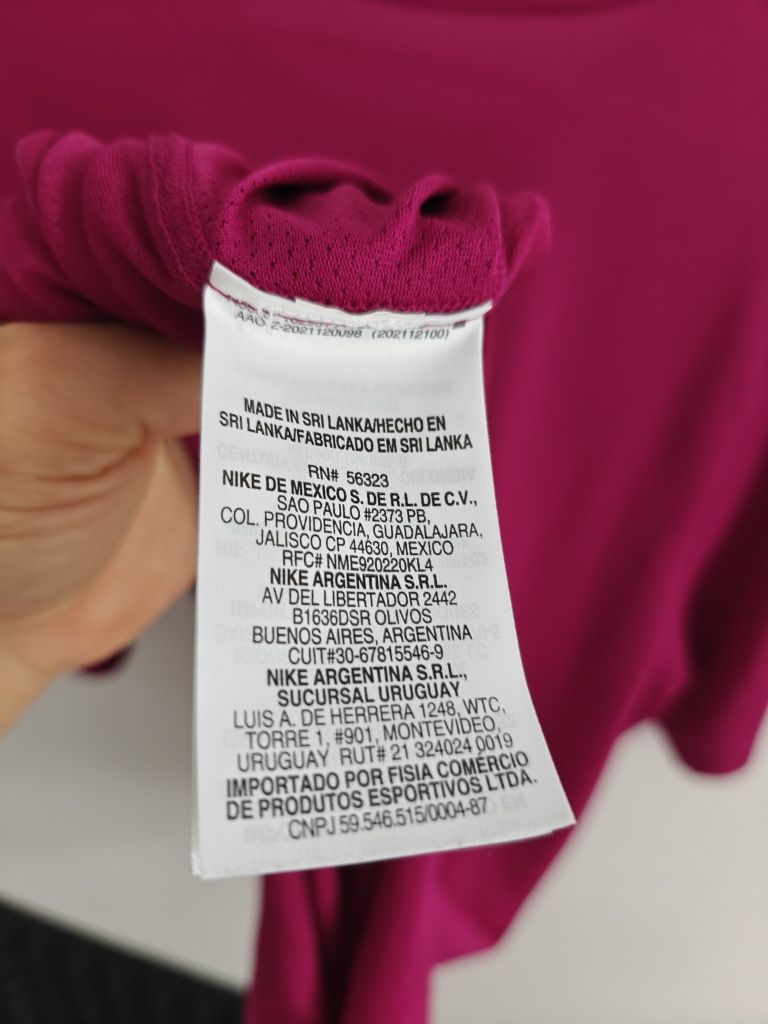 AAO Z-2021120098 (202112100)
MADE IN SRI LANKA/HECHO EN
SRI LANKA/FABRICADO EM SRI LANKA
RN# 56323
NIKE DE MEXICO S. DE R.L. DE C.V.,
SAO PAULO #2373 PB,
COL. PROVIDENCIA, GUADALAJARA,
JALISCO CP 44630, MEXICO
RFC# NME920220KL4
NIKE ARGENTINA S.R.L.
AV DEL LIBERTADOR 2442
B1636DSR OLIVOS
BUENOS AIRES, ARGENTINA
CUIT#30-67815546-9
NIKE ARGENTINA S.R.L.,
SUCURSAL URUGUAY
LUIS A. DE HERRERA 1248, WTC,
TORRE 1, #901, MONTEVIDEO,
URUGUAY RUT# 21 324024 0019
IMPORTADO POR FISIA COMÉRCIO
DE PRODUTOS ESPORTIVOS LTDA.
CNPJ 59.546.515/0004-87